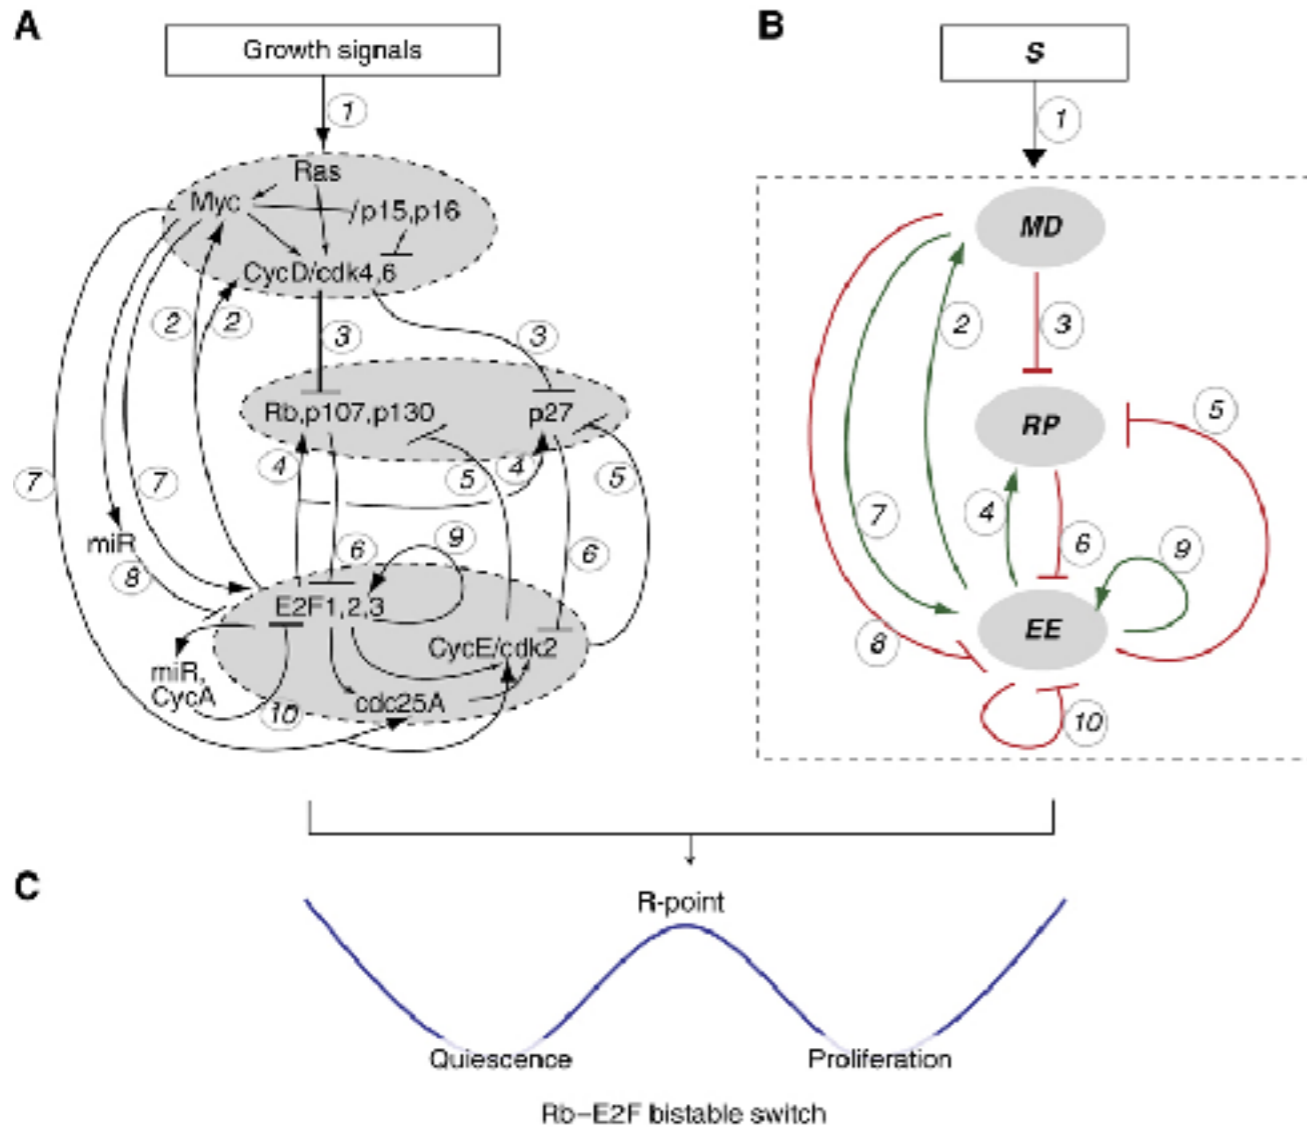 A
Growth signals
1
Ras
Myc
p15,p16
CycD/cdk4,6
2
2
3
3
Rb,p107,p130
p27
4
5
4
5
7
7
miR
8
6
9
6
E2F1,2,3
CycE/cdk2
miR,
CycA
cdc25A
10
B
S
1
MD
2
3
RP
5
7
4
6
9
EE
8
10
C
R-point
Quiescence
Proliferation
Rb–E2F bistable switch